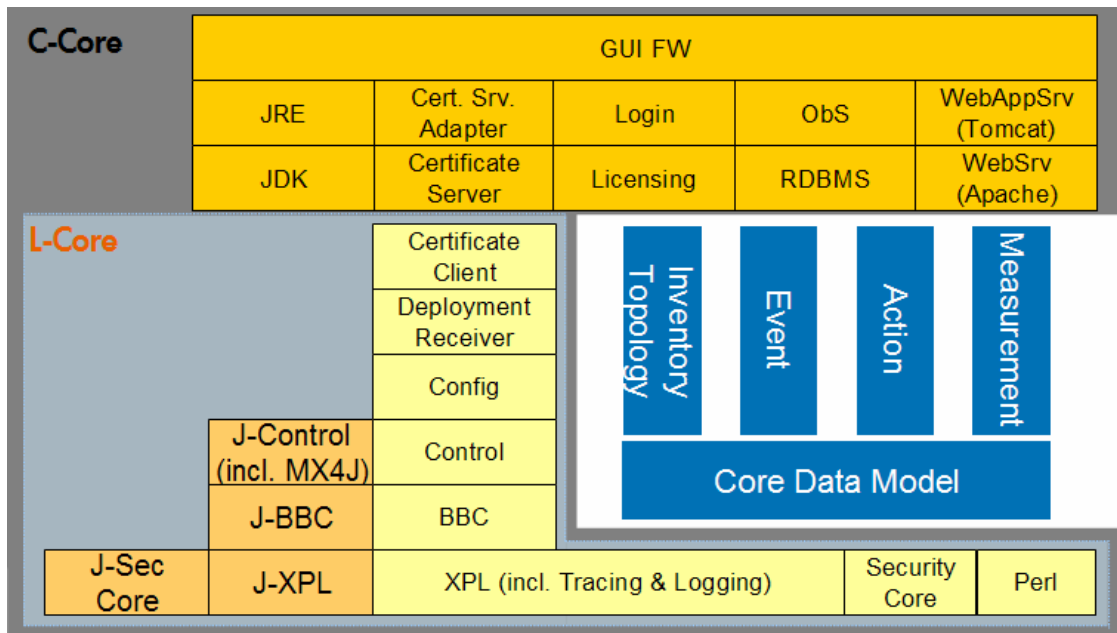 C-Core
GUI FW
JRE
Cert. Srv.
Adapter
Login
ObS
WebAppSrv
(Tomcat)
JDK
Certificate
Server
Licensing
RDBMS
WebSrv
(Apache)
L-Core
Certificate
Client
Deployment
Receiver
Config
J-Control
(incl. MX4J)
Control
J-BBC
BBC
J-Sec
Core
J-XPL
XPL (incl. Tracing & Logging)
Security
Core
Perl
Inventory
Topology
Event
Action
Measurement
Core Data Model